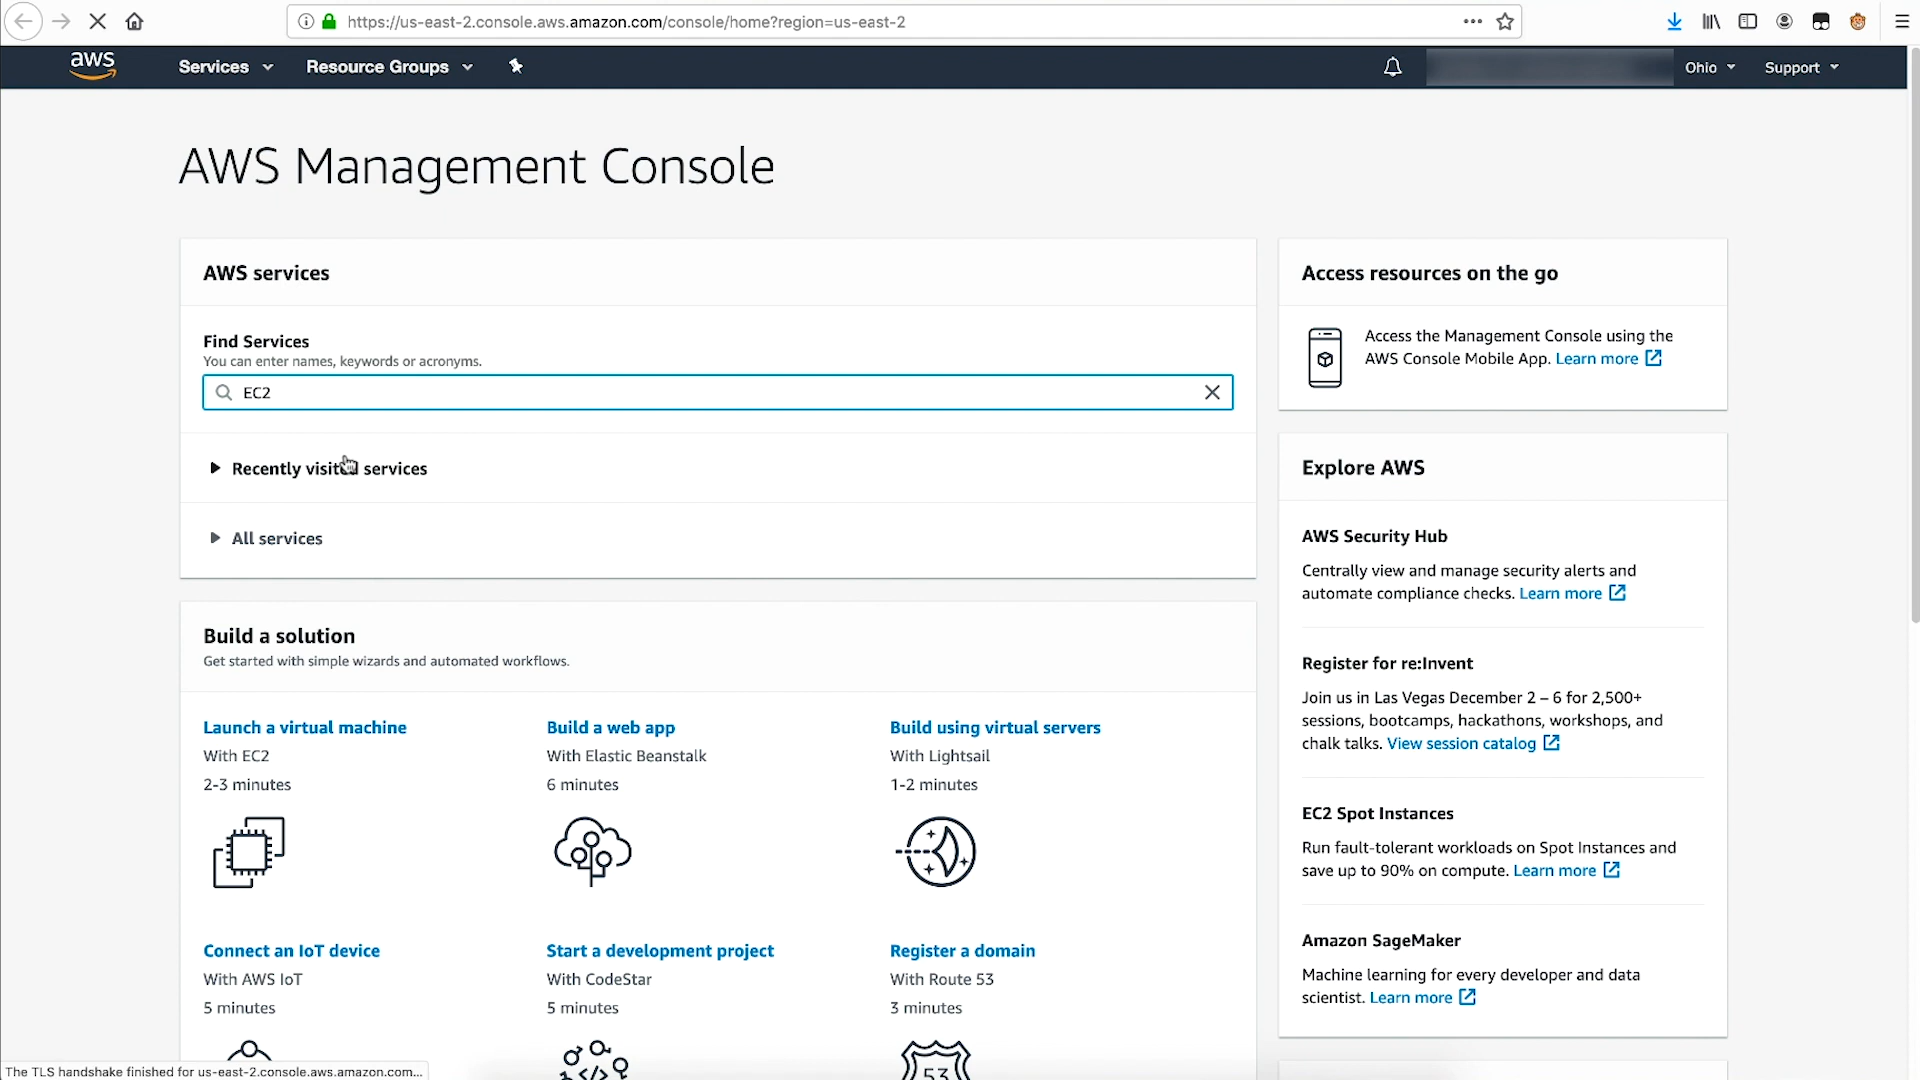 https://us-east-2.console.aws.amazon.com/console/home?region=us-east-2
aws
Services
Resource Groups
Ohio
Support
AWS Management Console
AWS services
Find Services
You can enter names, keywords or acronyms.
EC2
Recently visited services
All services
Build a solution
Get started with simple wizards and automated workflows.
Launch a virtual machine
With EC2
2-3 minutes
Build a web app
With Elastic Beanstalk
6 minutes
Build using virtual servers
With Lightsail
1-2 minutes
Connect an IoT device
With AWS IoT
5 minutes
Start a development project
With CodeStar
5 minutes
Register a domain
With Route 53
3 minutes
53
Access resources on the go
Access the Management Console using the
AWS Console Mobile App. Learn more
Explore AWS
AWS Security Hub
Centrally view and manage security alerts and
automate compliance checks. Learn more
Register for re:Invent
Join us in Las Vegas December 2 – 6 for 2,500+
sessions, bootcamps, hackathons, workshops, and
chalk talks. View session catalog
EC2 Spot Instances
Run fault-tolerant workloads on Spot Instances and
save up to 90% on compute. Learn more
Amazon SageMaker
Machine learning for every developer and data
scientist. Learn more
The TLS handshake finished for us-east-2.console.aws.amazon.com...